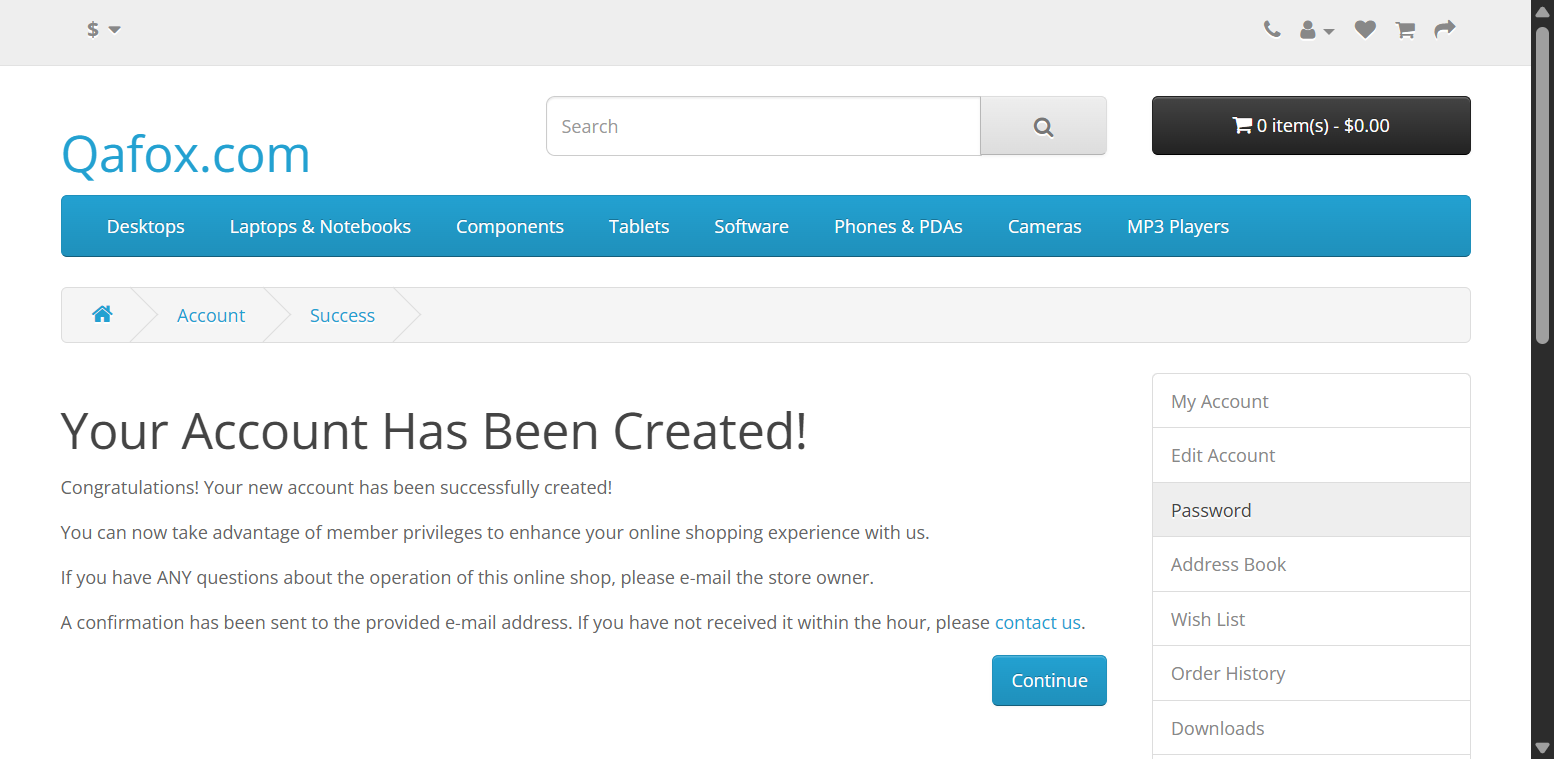 $
Qafox.com
Search
0 item(s) - $0.00
Desktops Laptops & Notebooks Components Tablets Software Phones & PDAs Cameras MP3 Players
Account Success
Your Account Has Been Created!
Congratulations! Your new account has been successfully created!
You can now take advantage of member privileges to enhance your online shopping experience with us.
If you have ANY questions about the operation of this online shop, please e-mail the store owner.
A confirmation has been sent to the provided e-mail address. If you have not received it within the hour, please contact us.
Continue
My Account
Edit Account
Password
Address Book
Wish List
Order History
Downloads